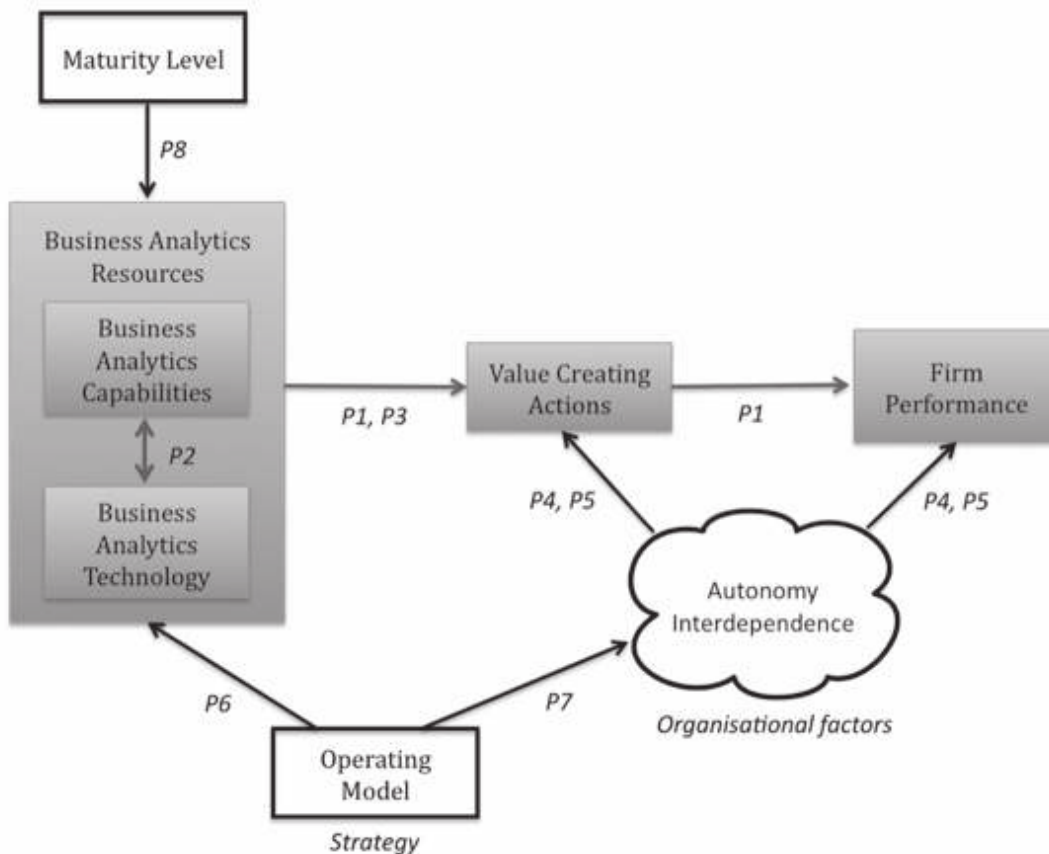 Maturity Level
P8
Business Analytics
Resources
Business
Analytics
Capabilities
P2
Business
Analytics
Technology
P1, P3
Value Creating
Actions
P1
Firm
Performance
P4, P5
P4, P5
Autonomy
Interdependence
Organisational factors
P6
P7
Operating
Model
Strategy